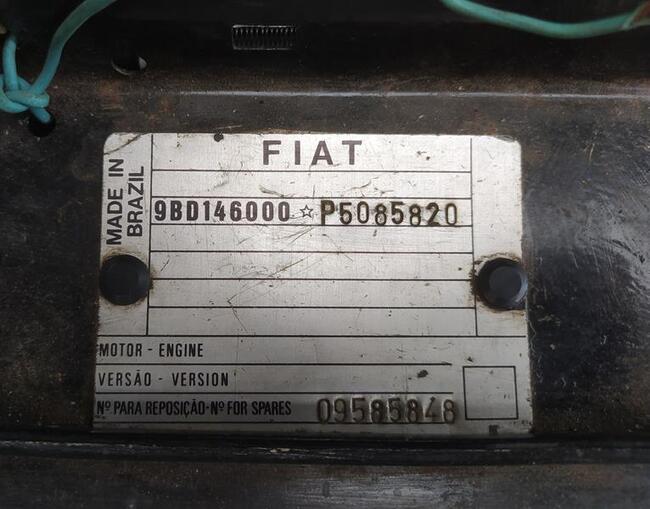 FIAT
MADE IN
BRAZIL
9BD146000 ☆ P5085820
MOTOR - ENGINE
VERSÃO - VERSION
Nº PARA REPOSIÇÃO-Nº FOR SPARES 09585848